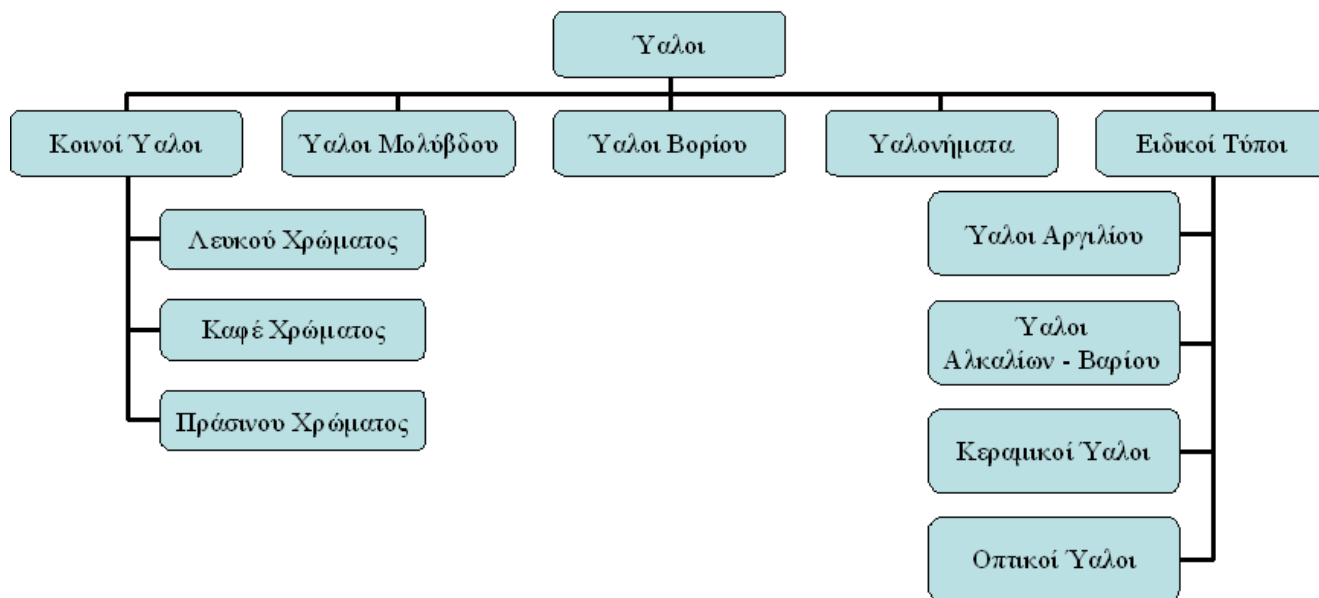 Ύαλοι
Κοινοί Ύαλοι
Ύαλοι Μολύβδου
Ύαλοι Βορίου
Υαλονήματα
Ειδικοί Τύποι
Λευκού Χρώματος
Καφέ Χρώματος
Πράσινου Χρώματος
Ύαλοι Αργιλίου
Ύαλοι
Αλκαλίων - Βαρίου
Κεραμικοί Ύαλοι
Οπτικοί Ύαλοι